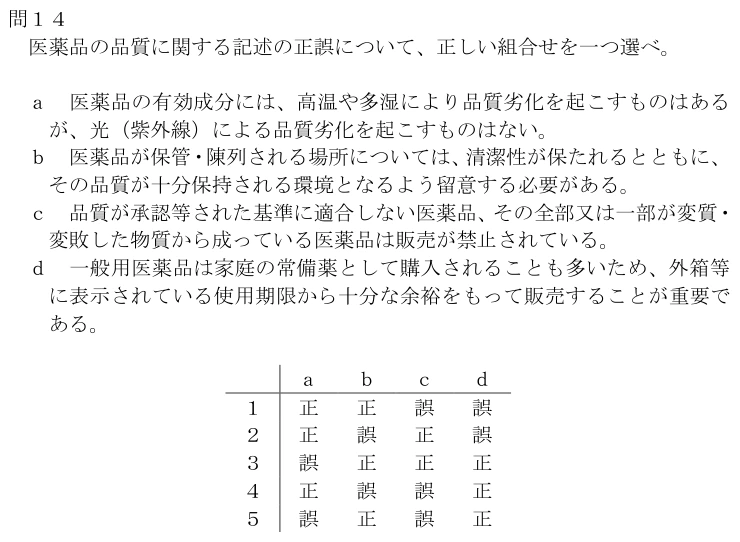 問１４
医薬品の品質に関する記述の正誤について、正しい組合せを一つ選べ。
a　医薬品の有効成分には、高温や多湿により品質劣化を起こすものはある
が、光（紫外線）による品質劣化を起こすものはない。
b　医薬品が保管・陳列される場所については、清潔性が保たれるとともに、
その品質が十分保持される環境となるよう留意する必要がある。
c　品質が承認等された基準に適合しない医薬品、その全部又は一部が変質・
変敗した物質から成っている医薬品は販売が禁止されている。
d　一般用医薬品は家庭の常備薬として購入されることも多いため、外箱等
に表示されている使用期限から十分な余裕をもって販売することが重要で
ある。
a b c d
1 正 正 誤 誤
2 正 誤 正 誤
3 誤 正 正 正
4 正 誤 誤 正
5 誤 正 誤 正